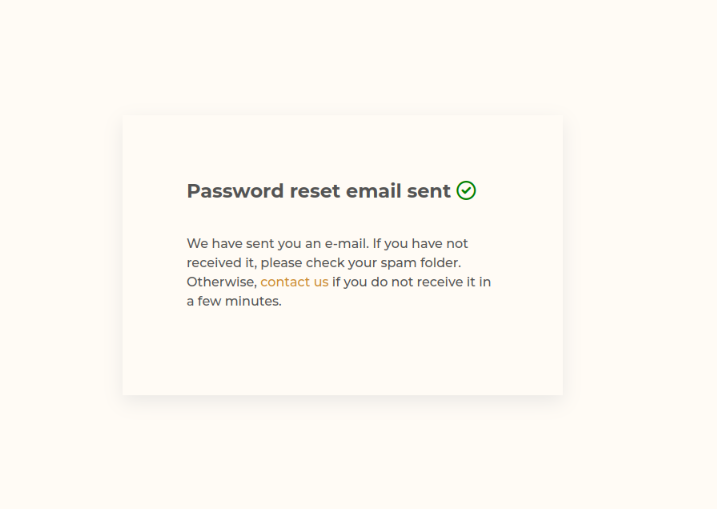 Password reset email sent
We have sent you an e-mail. If you have not
received it, please check your spam folder.
Otherwise, contact us if you do not receive it in
a few minutes.